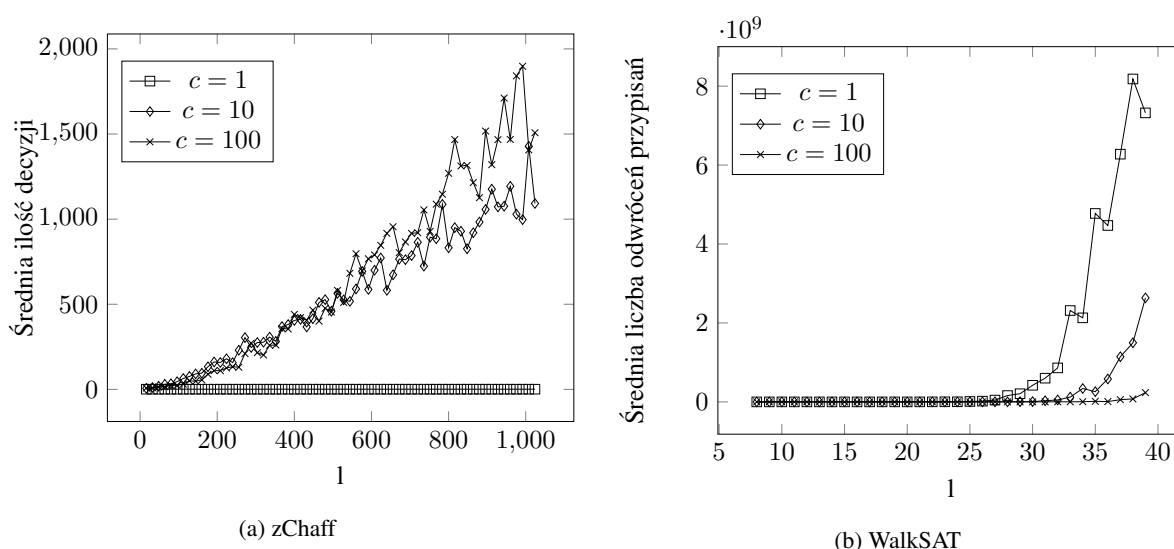 2,000
1,500
1,000
500
0
0
200
400
600
800
1,000
l
Średnia ilość decyzji
c = 1
c = 10
c = 100
(a) zChaff
·10⁹
8
6
4
2
0
5
10
15
20
25
30
35
40
l
Średnia liczba odwróceń przypisań
c = 1
c = 10
c = 100
(b) WalkSAT